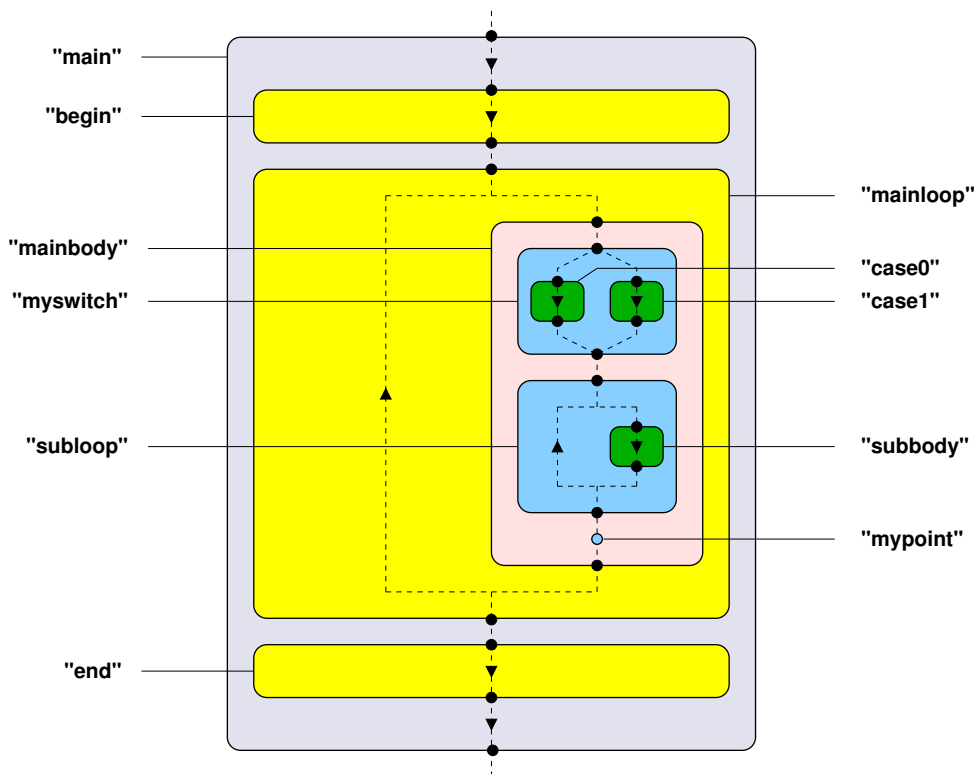 "main"
"begin"
"mainloop"
"mainbody"
"case0"
"myswitch"
"case1"
"subloop"
"subbody"
"mypoint"
"end"